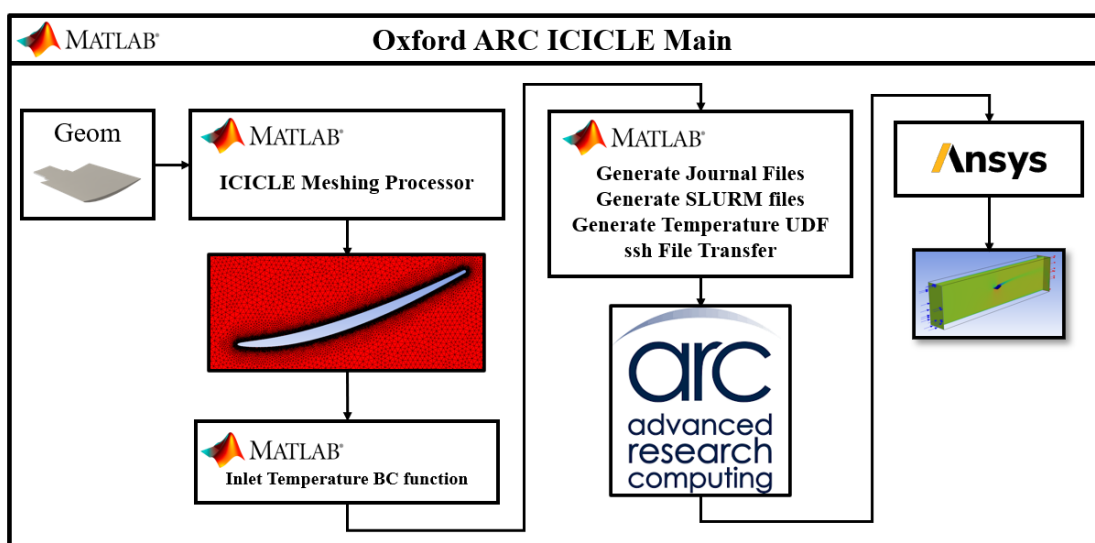 MATLAB®
Oxford ARC ICICLE Main
Geom
MATLAB®
ICICLE Meshing Processor
MATLAB®
Inlet Temperature BC function
MATLAB®
Generate Journal Files
Generate SLURM files
Generate Temperature UDF
ssh File Transfer
arc
advanced
research
computing
Ansys